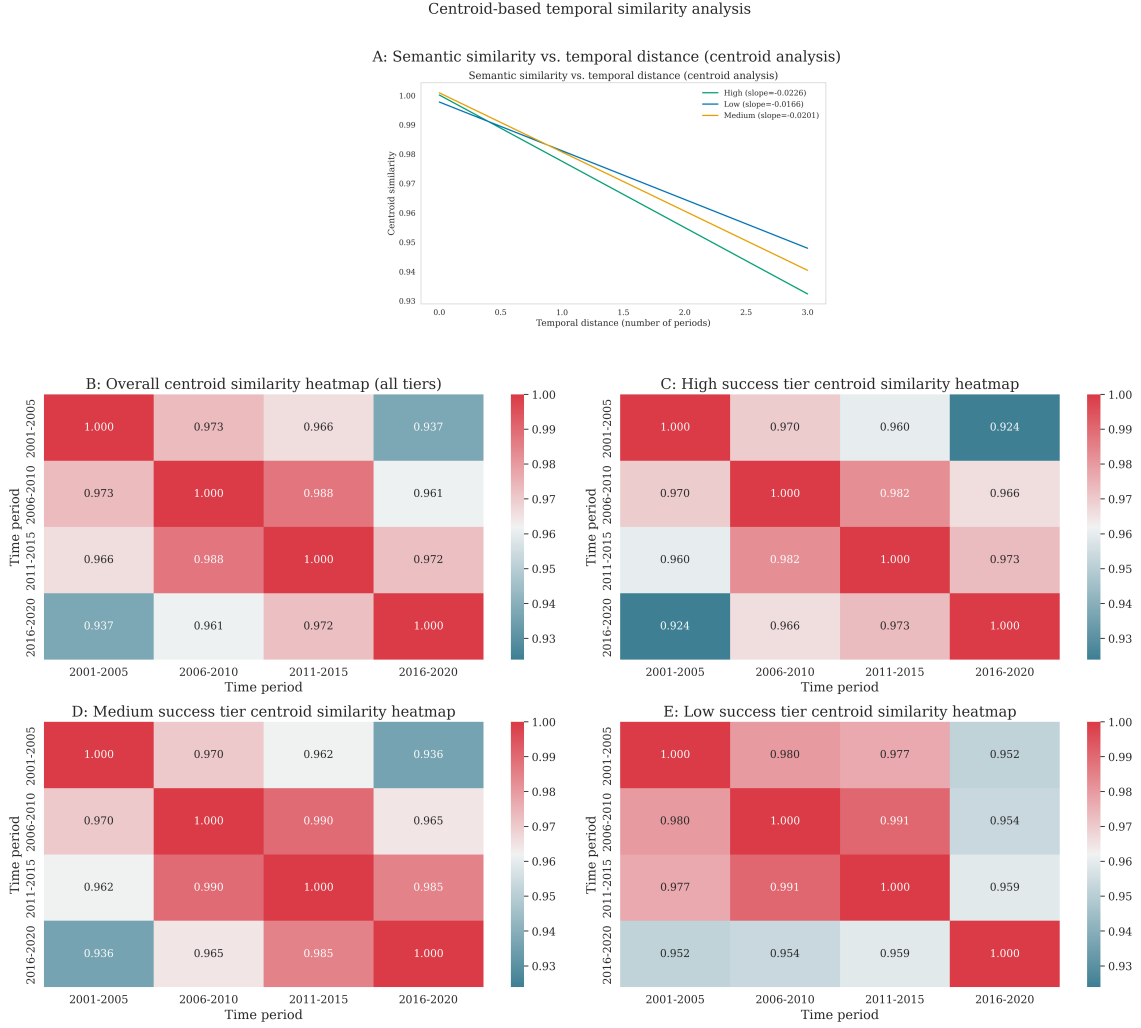 Centroid-based temporal similarity analysis
A: Semantic similarity vs. temporal distance (centroid analysis)
Semantic similarity vs. temporal distance (centroid analysis)
High (slope=-0.0226)
Low (slope=-0.0166)
Medium (slope=-0.0201)
Centroid similarity
1.00
0.99
0.98
0.97
0.96
0.95
0.94
0.93
0.0 0.5 1.0 1.5 2.0 2.5 3.0
Temporal distance (number of periods)
B: Overall centroid similarity heatmap (all tiers)
Time period
2001-2005 1.000 0.973 0.966 0.937
2006-2010 0.973 1.000 0.988 0.961
2011-2015 0.966 0.988 1.000 0.972
2016-2020 0.937 0.961 0.972 1.000
2001-2005 2006-2010 2011-2015 2016-2020
Time period
1.00
0.99
0.98
0.97
0.96
0.95
0.94
0.93
C: High success tier centroid similarity heatmap
Time period
2001-2005 1.000 0.970 0.960 0.924
2006-2010 0.970 1.000 0.982 0.966
2011-2015 0.960 0.982 1.000 0.973
2016-2020 0.924 0.966 0.973 1.000
2001-2005 2006-2010 2011-2015 2016-2020
Time period
1.00
0.99
0.98
0.97
0.96
0.95
0.94
0.93
D: Medium success tier centroid similarity heatmap
Time period
2001-2005 1.000 0.970 0.962 0.936
2006-2010 0.970 1.000 0.990 0.965
2011-2015 0.962 0.990 1.000 0.985
2016-2020 0.936 0.965 0.985 1.000
2001-2005 2006-2010 2011-2015 2016-2020
Time period
1.00
0.99
0.98
0.97
0.96
0.95
0.94
0.93
E: Low success tier centroid similarity heatmap
Time period
2001-2005 1.000 0.980 0.977 0.952
2006-2010 0.980 1.000 0.991 0.954
2011-2015 0.977 0.991 1.000 0.959
2016-2020 0.952 0.954 0.959 1.000
2001-2005 2006-2010 2011-2015 2016-2020
Time period
1.00
0.99
0.98
0.97
0.96
0.95
0.94
0.93